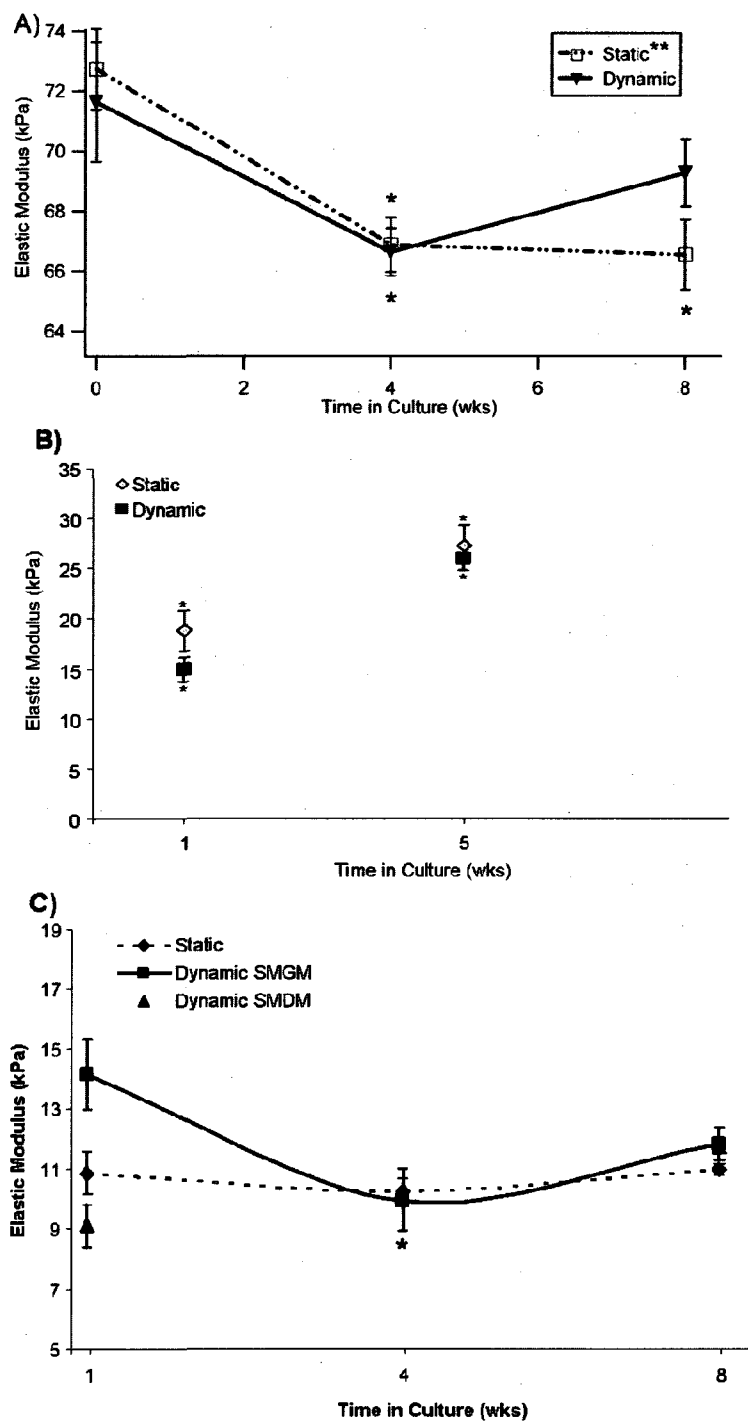 A)
74
72
70
68
66
64
Elastic Modulus (kPa)
Static**
Dynamic
*
*
*
0
2
4
6
8
Time in Culture (wks)
B)
35
30
25
20
15
10
5
0
Elastic Modulus (kPa)
Static
Dynamic
*
*
*
*
1
5
Time in Culture (wks)
C)
19
17
15
13
11
9
7
5
Elastic Modulus (kPa)
Static
Dynamic SMGM
Dynamic SMDM
*
1
4
8
Time in Culture (wks)